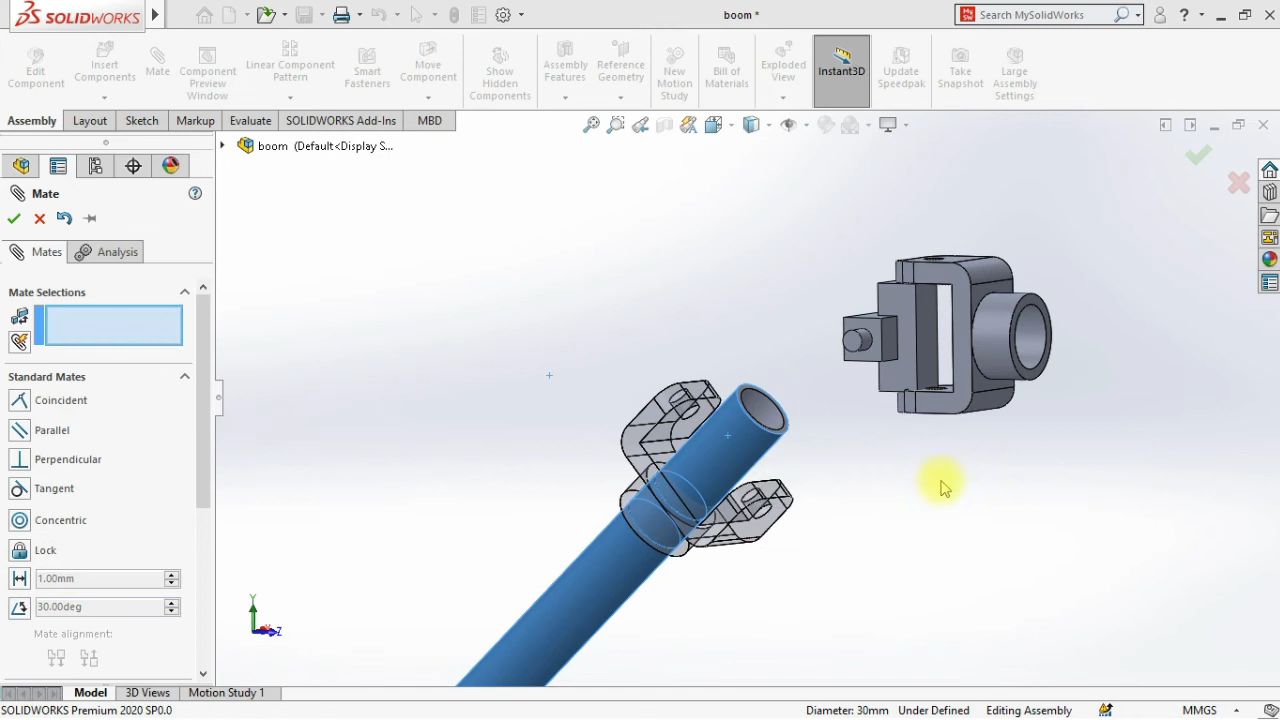 SOLIDWORKS
boom *
Search MySolidWorks
Edit Component
Insert Components
Mate
Component Preview Window
Linear Component Pattern
Smart Fasteners
Move Component
Show Hidden Components
Assembly Features
Reference Geometry
New Motion Study
Bill of Materials
Exploded View
Instant3D
Update Speedpak
Take Snapshot
Large Assembly Settings
Assembly
Layout
Sketch
Markup
Evaluate
SOLIDWORKS Add-Ins
MBD
boom (Default<Display S...
Mate
Mates
Analysis
Mate Selections
Standard Mates
Coincident
Parallel
Perpendicular
Tangent
Concentric
Lock
1.00mm
30.00deg
Mate alignment:
Y
Z
Model
3D Views
Motion Study 1
SOLIDWORKS Premium 2020 SP0.0
Diameter: 30mm
Under Defined
Editing Assembly
MMGS